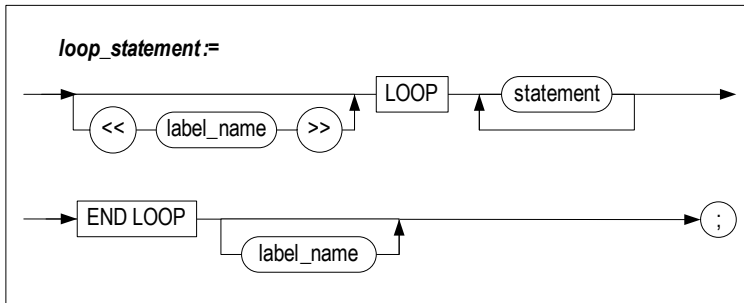 loop_statement:=
LOOP
statement
<<
label_name
>>
END LOOP
;
label_name